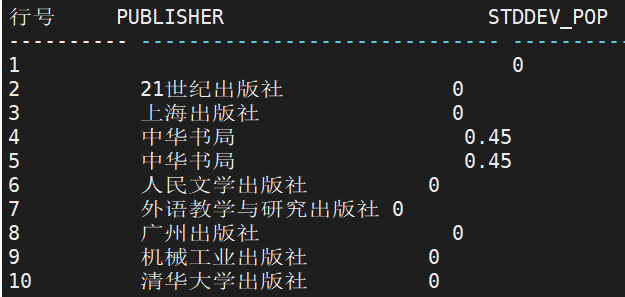 行号 PUBLISHER STDDEV_POP
---------- ------------------------------ ----------
1 0
2 21世纪出版社 0
3 上海出版社 0
4 中华书局 0.45
5 中华书局 0.45
6 人民文学出版社 0
7 外语教学与研究出版社 0
8 广州出版社 0
9 机械工业出版社 0
10 清华大学出版社 0